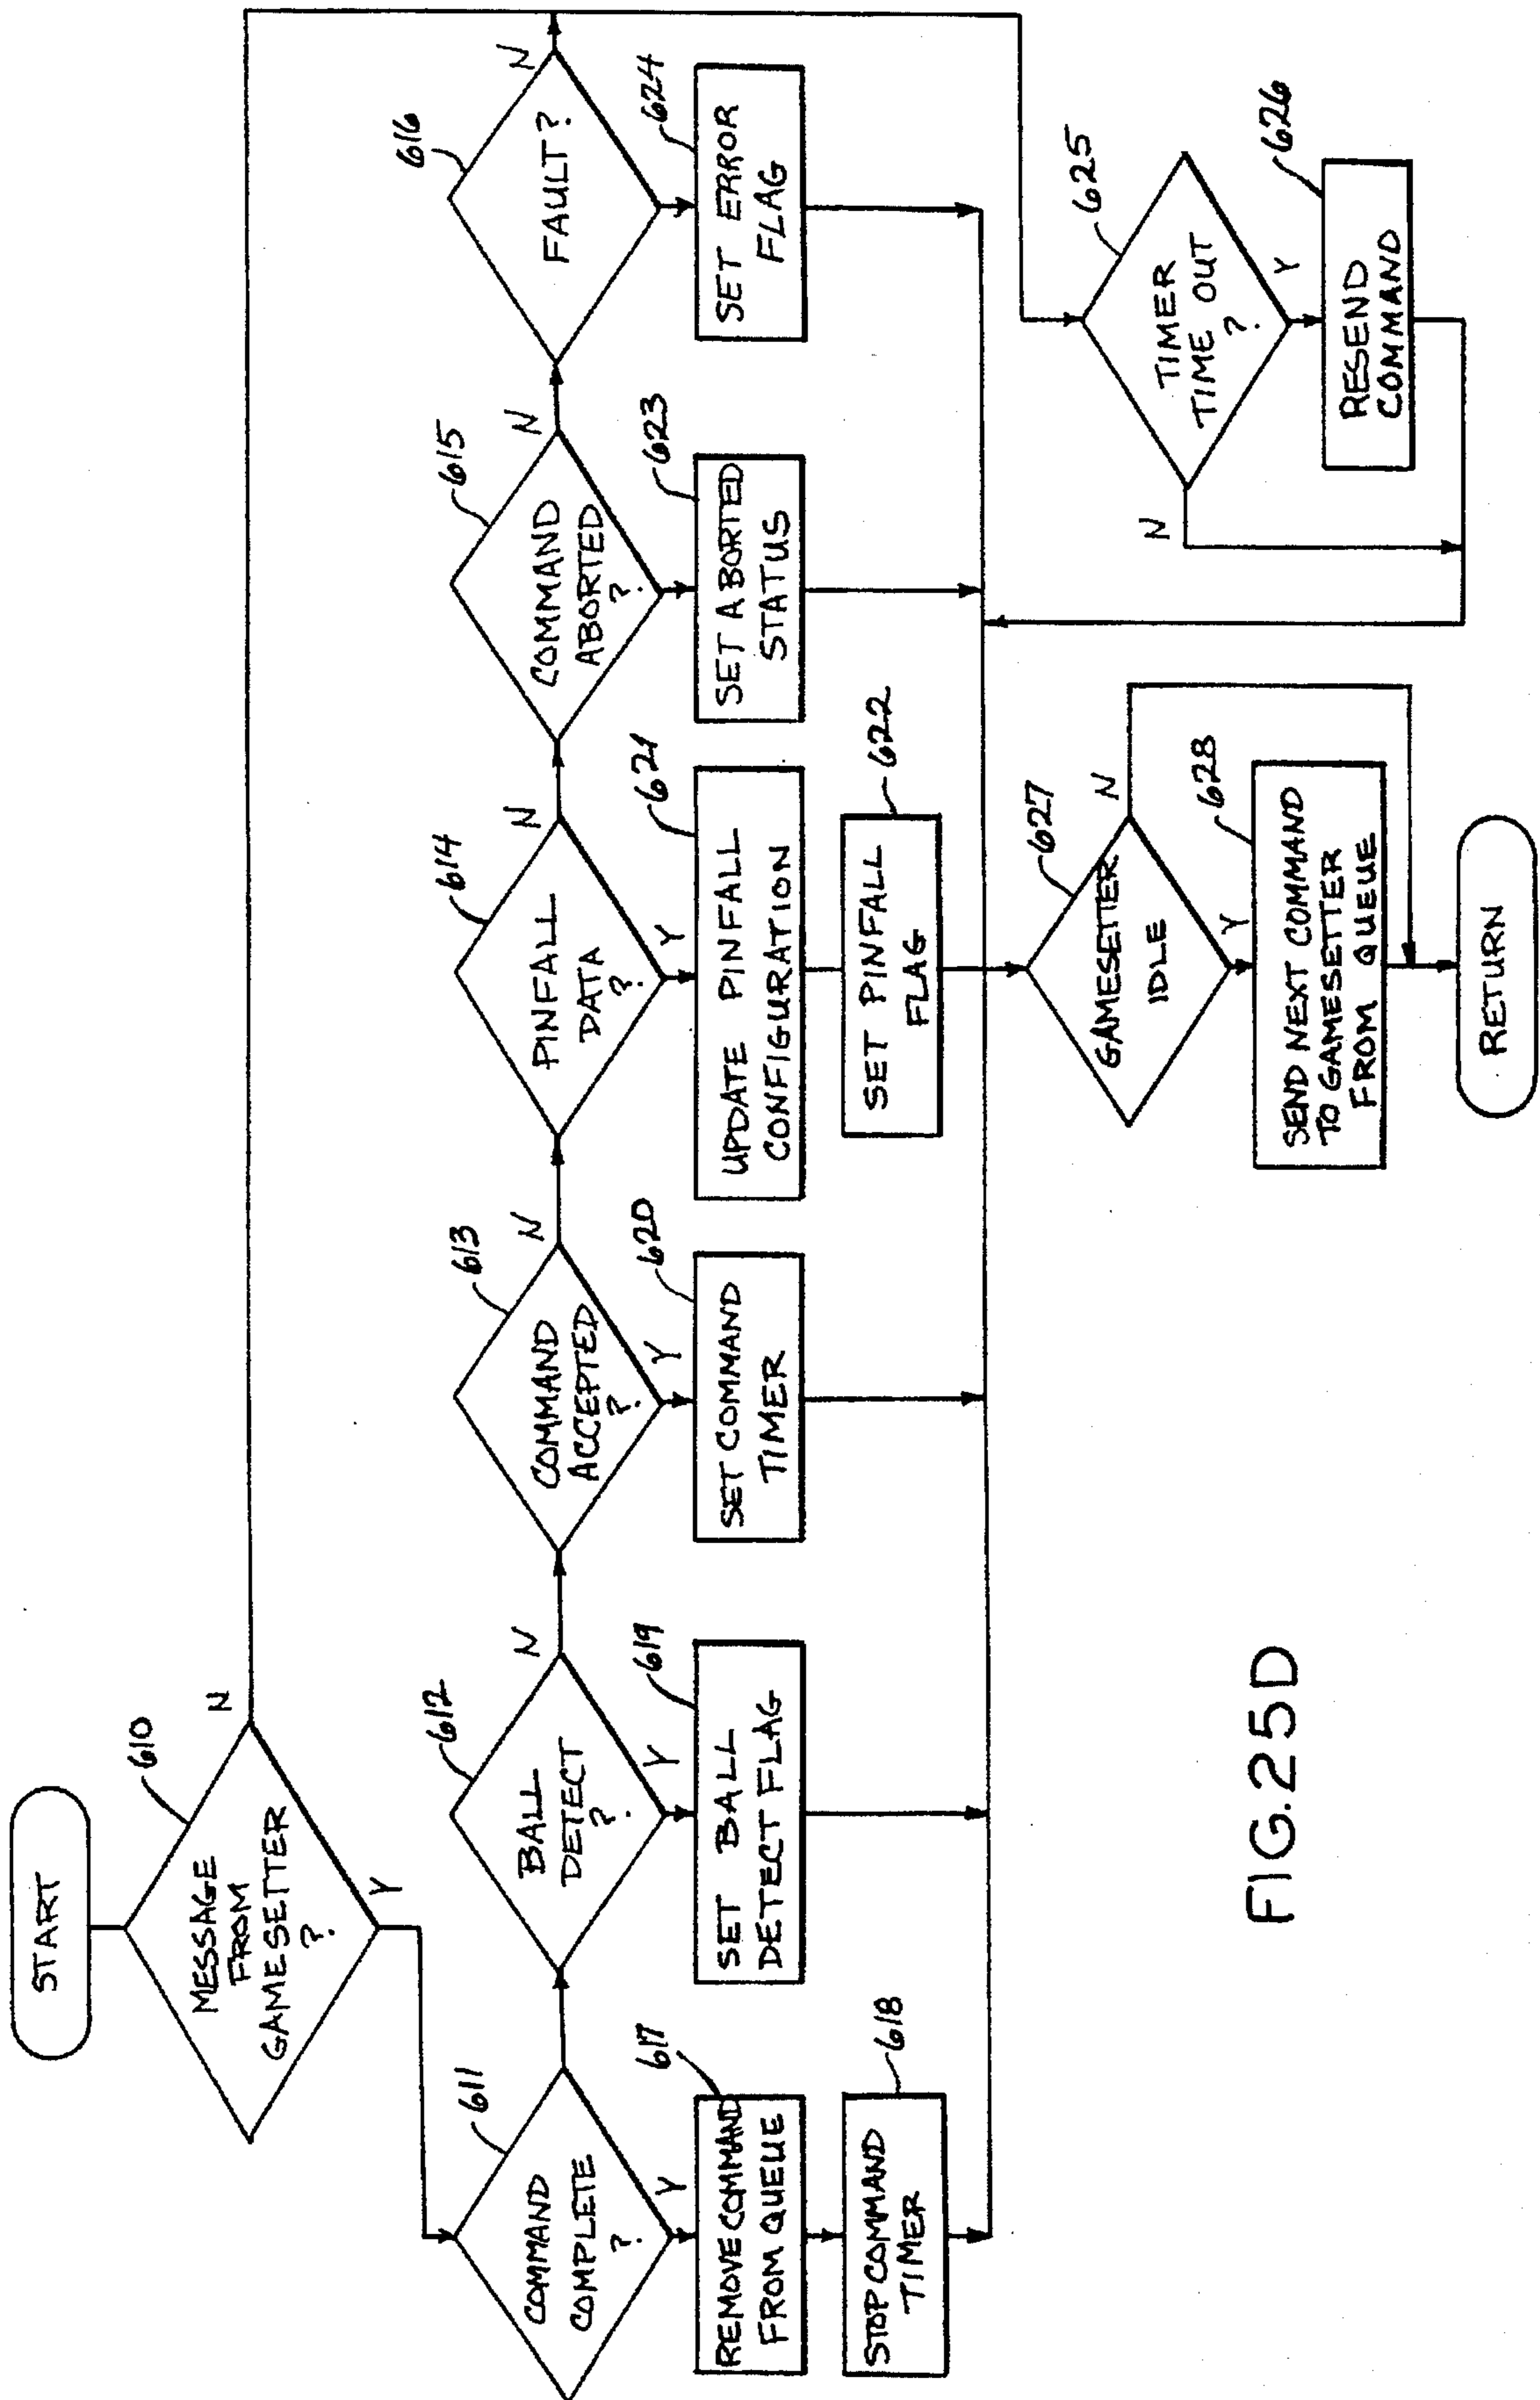 START
610
MESSAGE
FROM
GAMESETTER
?
N
Y
611
COMMAND
COMPLETE
?
Y
612
BALL
DETECT
?
N
Y
613
COMMAND
ACCEPTED
?
N
Y
614
PINFALL
DATA
?
N
Y
615
COMMAND
ABORTED
?
N
616
FAULT?
N
617
REMOVE COMMAND
FROM QUEUE
618
STOP COMMAND
TIMER
619
SET BALL
DETECT FLAG
620
SET COMMAND
TIMER
621
UPDATE PINFALL
CONFIGURATION
622
SET PINFALL
FLAG
623
SET ABORTED
STATUS
624
SET ERROR
FLAG
625
TIMER
TIME OUT
?
N
Y
626
RESEND
COMMAND
627
GAMESETTER
IDLE
N
Y
628
SEND NEXT COMMAND
TO GAMESETTER
FROM QUEUE
RETURN
FIG. 25D